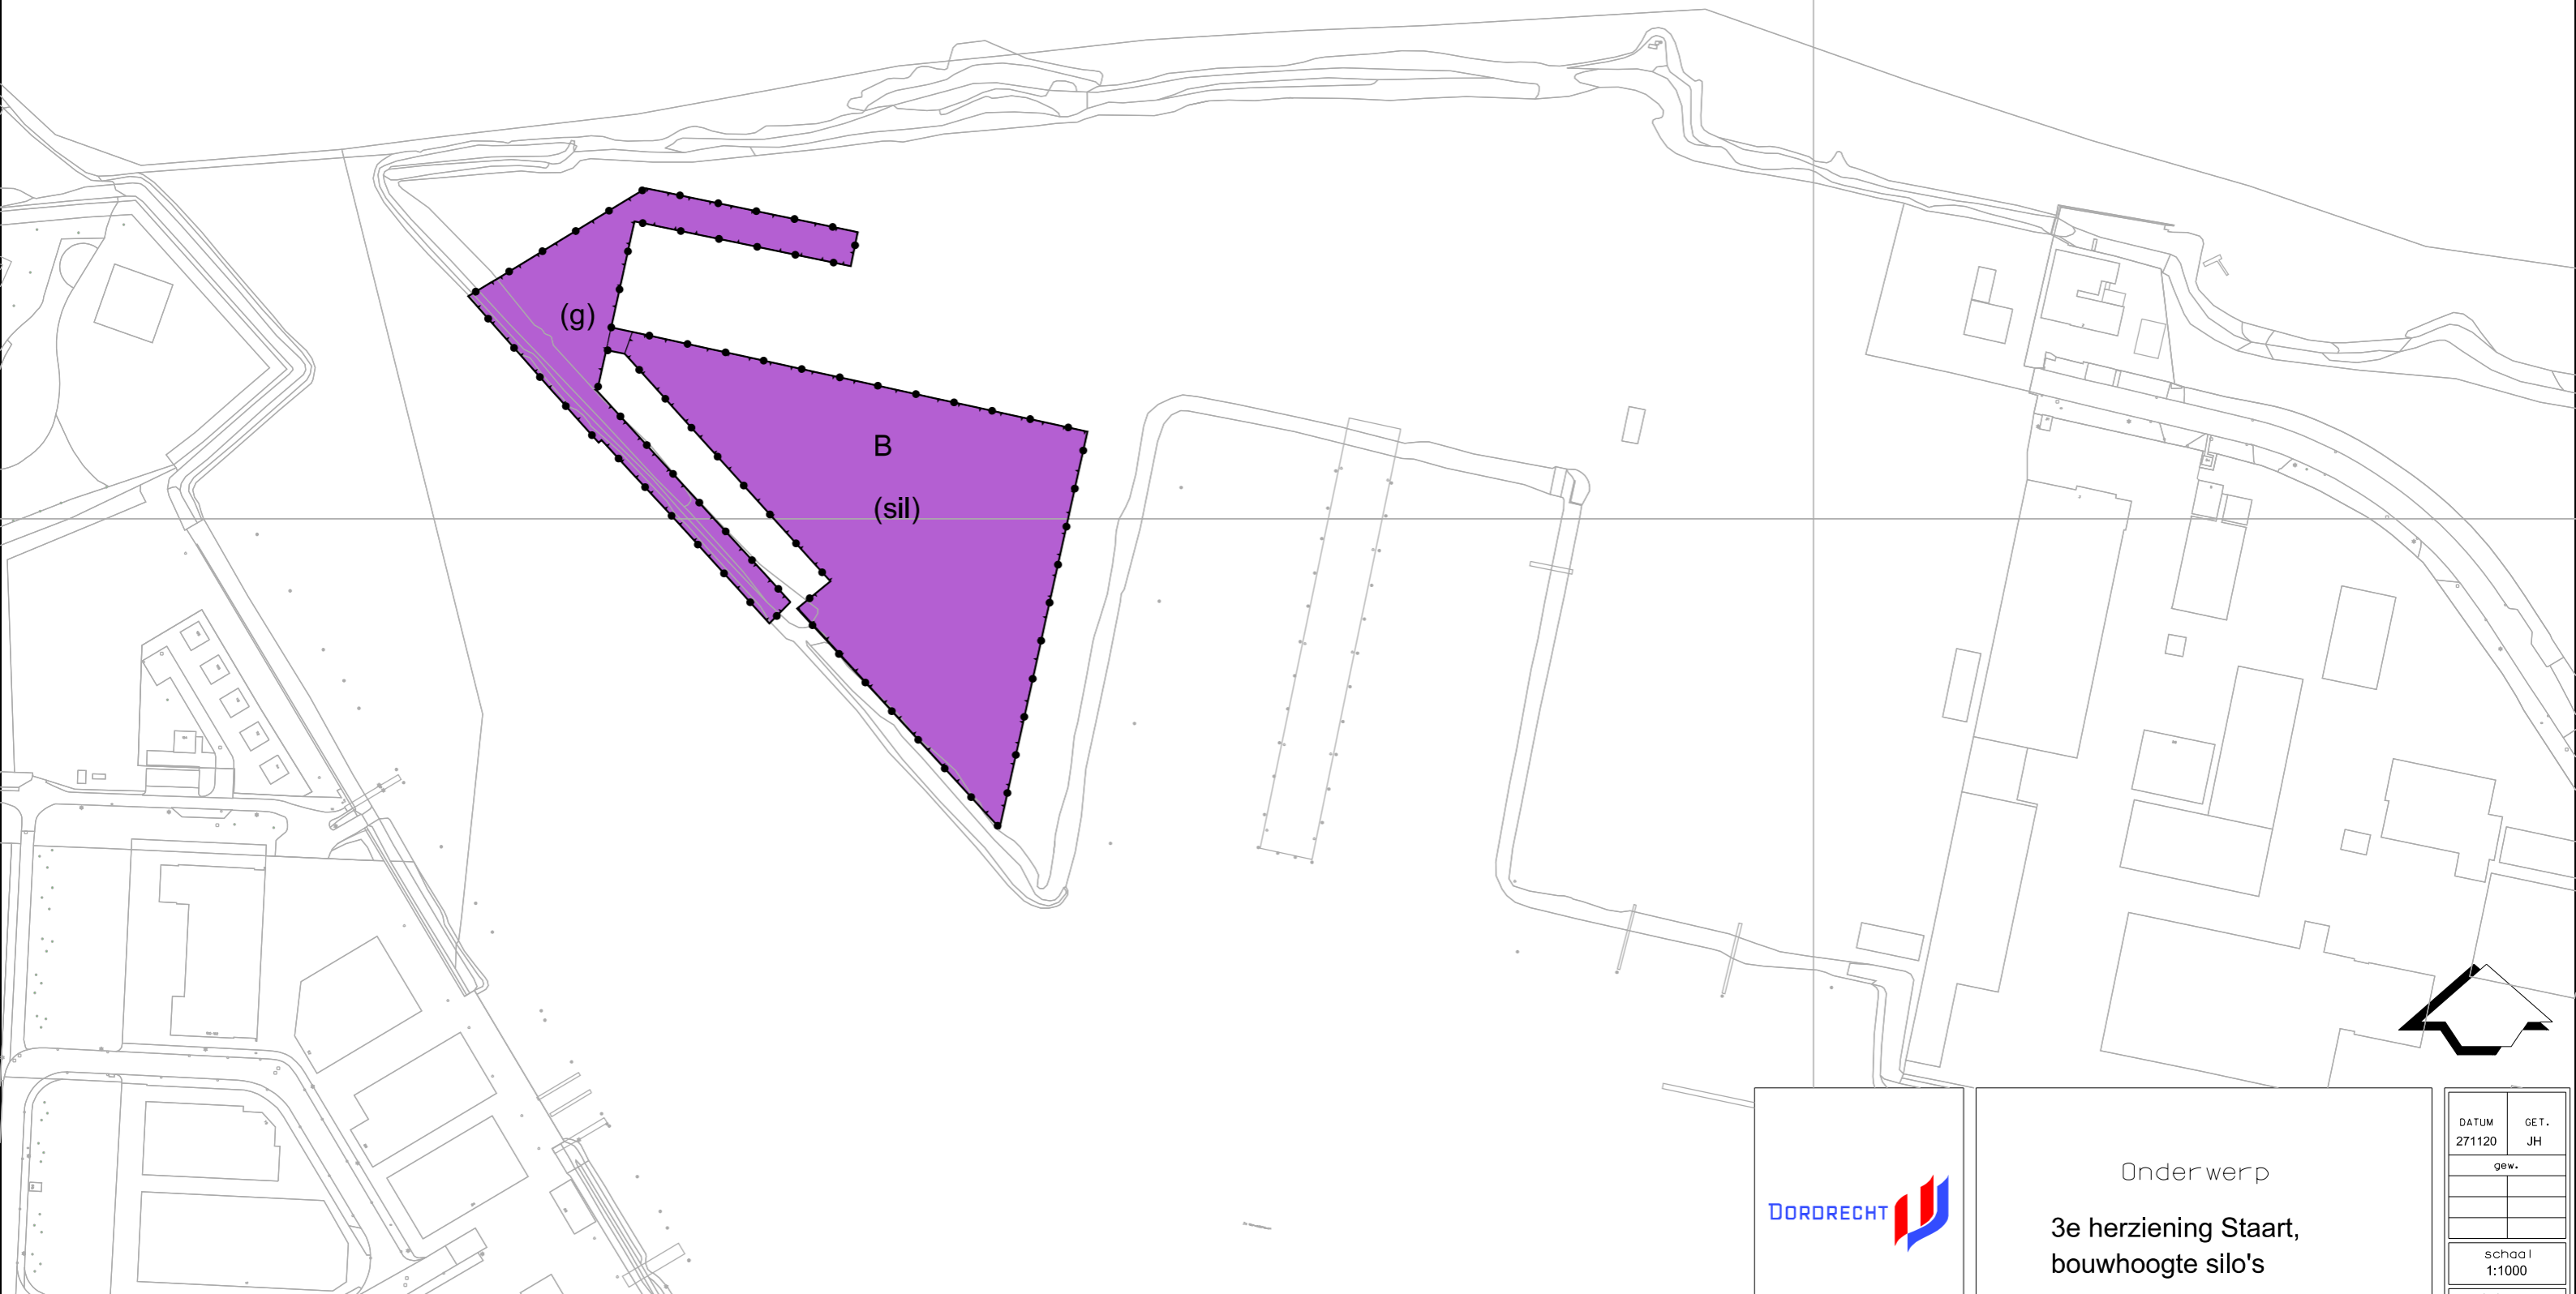 (g)
B
(sil)
DORDRECHT
Onderwerp
3e herziening Staart,
bouwhoogte silo's
DATUM GET.
271120 JH
gew.
schaal
1:1000